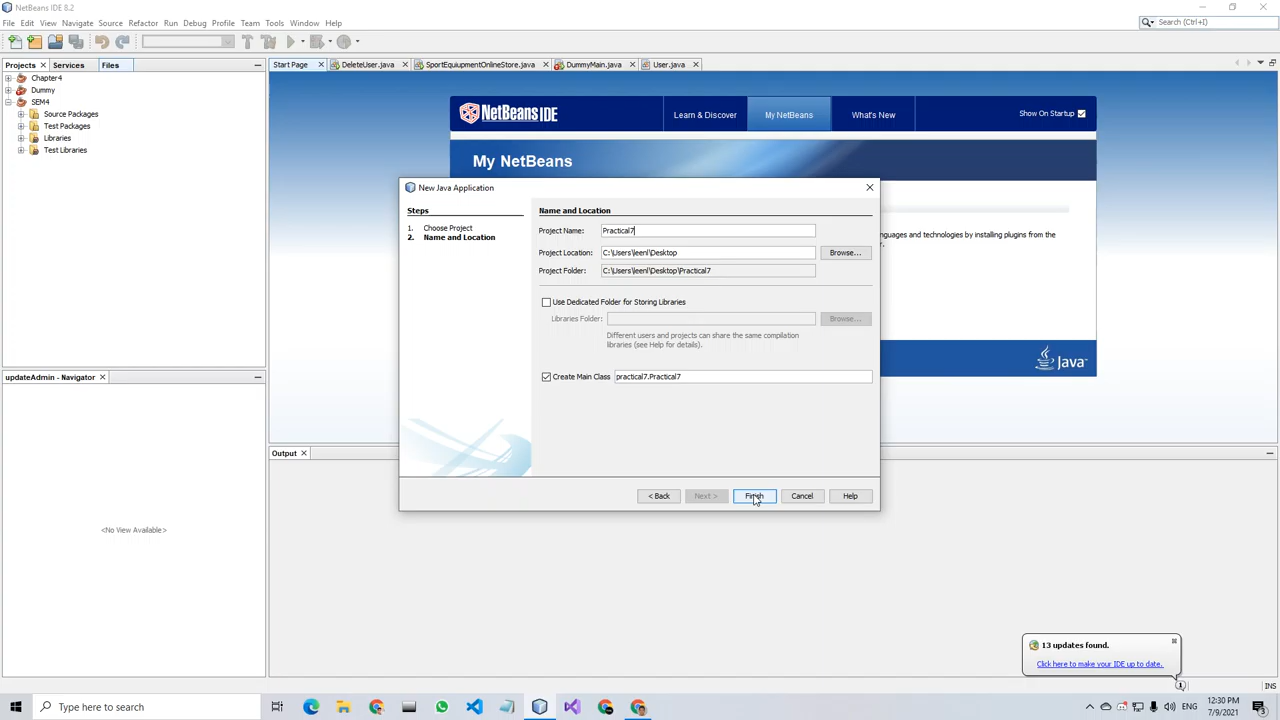 NetBeans IDE 8.2
File Edit View Navigate Source Refactor Run Debug Profile Team Tools Window Help
Search (Ctrl+I)
Projects Services Files
Start Page DeleteUser.java SportEquiupmentOnlineStore.java DummyMain.java User.java
Chapter4
Dummy
SEM4
Source Packages
Test Packages
Libraries
Test Libraries
NetBeans IDE Learn & Discover My NetBeans What's New Show On Startup
My NetBeans
New Java Application
Steps
1. Choose Project
2. Name and Location
Name and Location
Project Name: Practical7
Project Location: C:\Users\leenl\Desktop Browse...
Project Folder: C:\Users\leenl\Desktop\Practical7
Use Dedicated Folder for Storing Libraries
Libraries Folder: Browse...
Different users and projects can share the same compilation
libraries (see Help for details).
Create Main Class practical7.Practical7
< Back Next > Finish Cancel Help
nguages and technologies by installing plugins from the
r.
Java
updateAdmin - Navigator
<No View Available>
Output
13 updates found.
Click here to make your IDE up to date.
INS
Type here to search
ENG
12:30 PM
7/9/2021
3